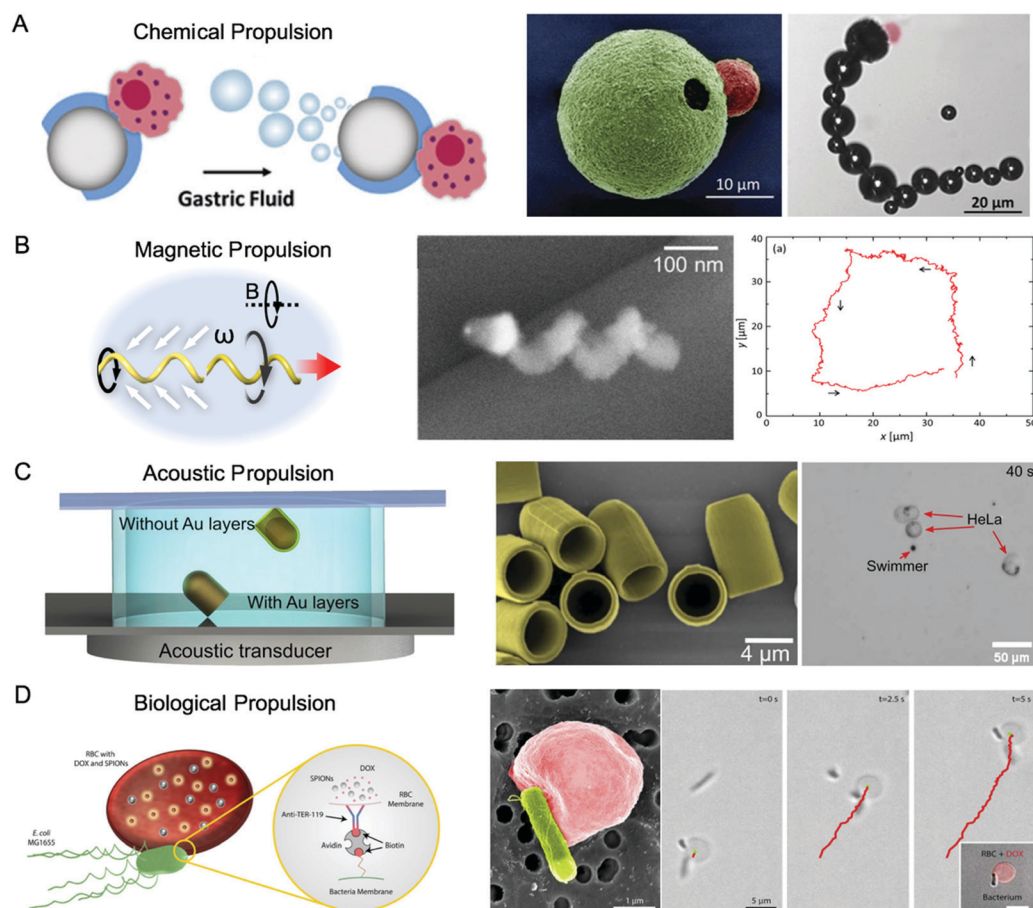 A
Chemical Propulsion
Gastric Fluid
10 µm
20 µm
B
Magnetic Propulsion
B
ω
100 nm
(a)
40
30
20
10
0
y [µm]
0
10
20
30
40
50
x [µm]
C
Acoustic Propulsion
Without Au layers
With Au layers
Acoustic transducer
4 µm
40 s
HeLa
Swimmer
50 µm
D
Biological Propulsion
RBC with
DOX and SPIONs
E. coli
MG1655
DOX
SPIONs
RBC
Membrane
Anti-TER-119
Avidin
Biotin
Bacteria Membrane
1 µm
t=0 s
5 µm
t=2.5 s
t=5 s
RBC + DOX
Bacterium